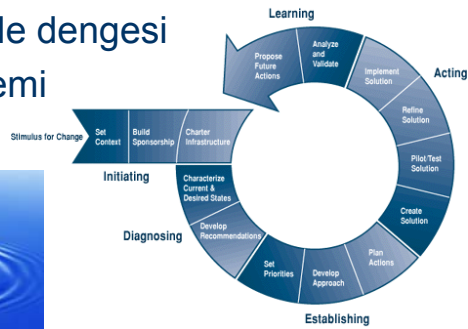 le dengesi
emi
Learning
Propose
Future
Actions
Analyze
and
Validate
Implement
Solution
Acting
Refine
Solution
Pilot/Test
Solution
Create
Solution
Stimulus for Change
Set
Context
Build
Sponsorship
Charter
Infrastructure
Initiating
Characterize
Current &
Desired States
Diagnosing
Develop
Recommendations
Set
Priorities
Develop
Approach
Plan
Actions
Establishing